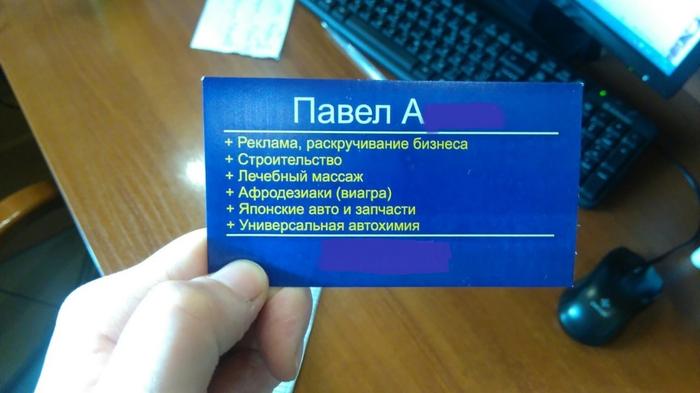 Павел А
+ Реклама, раскручивание бизнеса
+ Строительство
+ Лечебный массаж
+ Афродезиаки (виагра)
+ Японские авто и запчасти
+ Универсальная автохимия